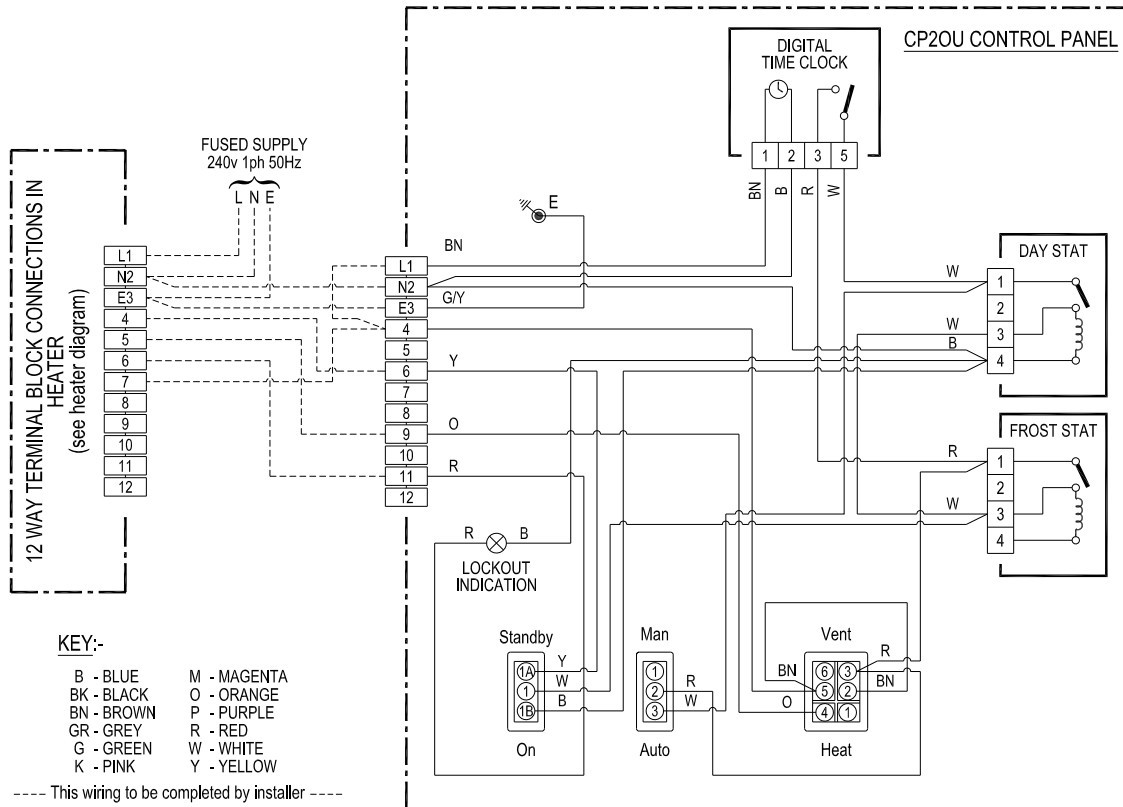 CP2OU CONTROL PANEL
DIGITAL
TIME CLOCK
1 2 3 5
BN B R W
FUSED SUPPLY
240v 1ph 50Hz
L N E
12 WAY TERMINAL BLOCK CONNECTIONS IN
HEATER
(see heater diagram)
L1
N2
E3
4
5
6
7
8
9
10
11
12
E
BN
G/Y
Y
O
R
L1
N2
E3
4
5
6
7
8
9
10
11
12
DAY STAT
W
W
B
1
2
3
4
FROST STAT
R
W
1
2
3
4
R B
LOCKOUT
INDICATION
Standby
1A Y
1 W
1B B
On
Man
1
2 R
3 W
Auto
Vent
R
BN 6 3
5 2 BN
O 4 1
Heat
KEY:-
B - BLUE
BK - BLACK
BN - BROWN
GR - GREY
G - GREEN
K - PINK
M - MAGENTA
O - ORANGE
P - PURPLE
R - RED
W - WHITE
Y - YELLOW
---- This wiring to be completed by installer ----